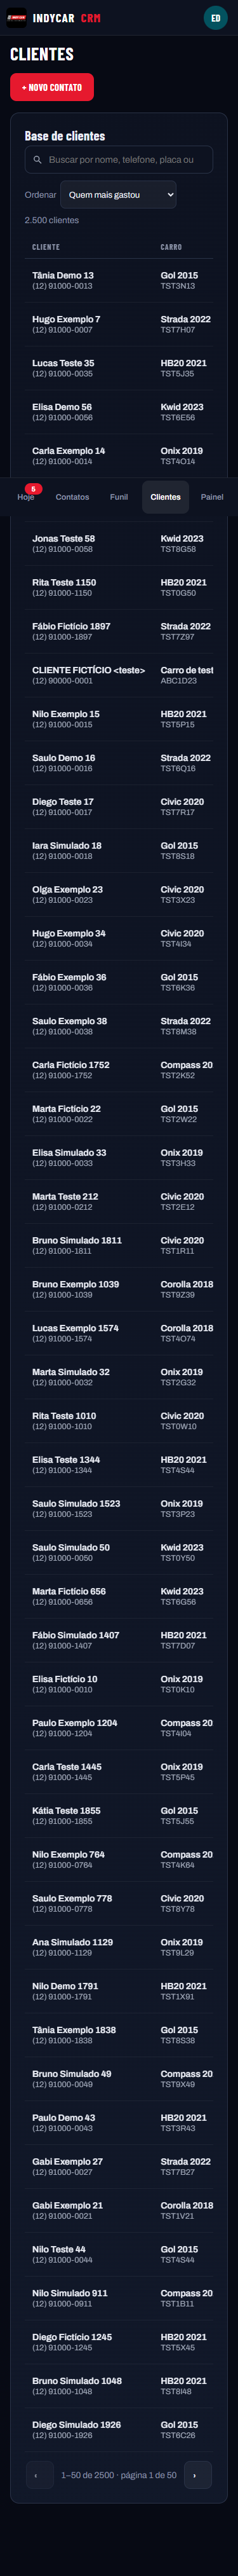 INDYCAR CRM
ED
CLIENTES
+ NOVO CONTATO
Base de clientes
Buscar por nome, telefone, placa ou
Ordenar Quem mais gastou
2.500 clientes
CLIENTE CARRO
Tânia Demo 13 Gol 2015
(12) 91000-0013 TST3N13
Hugo Exemplo 7 Strada 2022
(12) 91000-0007 TST7H07
Lucas Teste 35 HB20 2021
(12) 91000-0035 TST5J35
Elisa Demo 56 Kwid 2023
(12) 91000-0056 TST6E56
Carla Exemplo 14 Onix 2019
(12) 91000-0014 TST4O14
5
Hoje Contatos Funil Clientes Painel
Jonas Teste 58 Kwid 2023
(12) 91000-0058 TST8G58
Rita Teste 1150 HB20 2021
(12) 91000-1150 TST0G50
Fábio Fictício 1897 Strada 2022
(12) 91000-1897 TST7Z97
CLIENTE FICTÍCIO <teste> Carro de test
(12) 90000-0001 ABC1D23
Nilo Exemplo 15 HB20 2021
(12) 91000-0015 TST5P15
Saulo Demo 16 Strada 2022
(12) 91000-0016 TST6Q16
Diego Teste 17 Civic 2020
(12) 91000-0017 TST7R17
Iara Simulado 18 Gol 2015
(12) 91000-0018 TST8S18
Olga Exemplo 23 Civic 2020
(12) 91000-0023 TST3X23
Hugo Exemplo 34 Civic 2020
(12) 91000-0034 TST4I34
Fábio Exemplo 36 Gol 2015
(12) 91000-0036 TST6K36
Saulo Exemplo 38 Strada 2022
(12) 91000-0038 TST8M38
Carla Fictício 1752 Compass 20
(12) 91000-1752 TST2K52
Marta Fictício 22 Gol 2015
(12) 91000-0022 TST2W22
Elisa Simulado 33 Onix 2019
(12) 91000-0033 TST3H33
Marta Teste 212 Civic 2020
(12) 91000-0212 TST2E12
Bruno Simulado 1811 Civic 2020
(12) 91000-1811 TST1R11
Bruno Exemplo 1039 Corolla 2018
(12) 91000-1039 TST9Z39
Lucas Exemplo 1574 Corolla 2018
(12) 91000-1574 TST4O74
Marta Simulado 32 Onix 2019
(12) 91000-0032 TST2G32
Rita Teste 1010 Civic 2020
(12) 91000-1010 TST0W10
Elisa Teste 1344 HB20 2021
(12) 91000-1344 TST4S44
Saulo Simulado 1523 Onix 2019
(12) 91000-1523 TST3P23
Saulo Simulado 50 Kwid 2023
(12) 91000-0050 TST0Y50
Marta Fictício 656 Kwid 2023
(12) 91000-0656 TST6G56
Fábio Simulado 1407 HB20 2021
(12) 91000-1407 TST7D07
Elisa Fictício 10 Onix 2019
(12) 91000-0010 TST0K10
Paulo Exemplo 1204 Compass 20
(12) 91000-1204 TST4I04
Carla Teste 1445 Onix 2019
(12) 91000-1445 TST5P45
Kátia Teste 1855 Gol 2015
(12) 91000-1855 TST5J55
Nilo Exemplo 764 Compass 20
(12) 91000-0764 TST4K64
Saulo Exemplo 778 Civic 2020
(12) 91000-0778 TST8Y78
Ana Simulado 1129 Onix 2019
(12) 91000-1129 TST9L29
Nilo Demo 1791 HB20 2021
(12) 91000-1791 TST1X91
Tânia Exemplo 1838 Gol 2015
(12) 91000-1838 TST8S38
Bruno Simulado 49 Compass 20
(12) 91000-0049 TST9X49
Paulo Demo 43 HB20 2021
(12) 91000-0043 TST3R43
Gabi Exemplo 27 Strada 2022
(12) 91000-0027 TST7B27
Gabi Exemplo 21 Corolla 2018
(12) 91000-0021 TST1V21
Nilo Teste 44 Gol 2015
(12) 91000-0044 TST4S44
Nilo Simulado 911 Compass 20
(12) 91000-0911 TST1B11
Diego Fictício 1245 HB20 2021
(12) 91000-1245 TST5X45
Bruno Simulado 1048 HB20 2021
(12) 91000-1048 TST8I48
Diego Simulado 1926 Gol 2015
(12) 91000-1926 TST6C26
‹ 1–50 de 2500 · página 1 de 50 ›